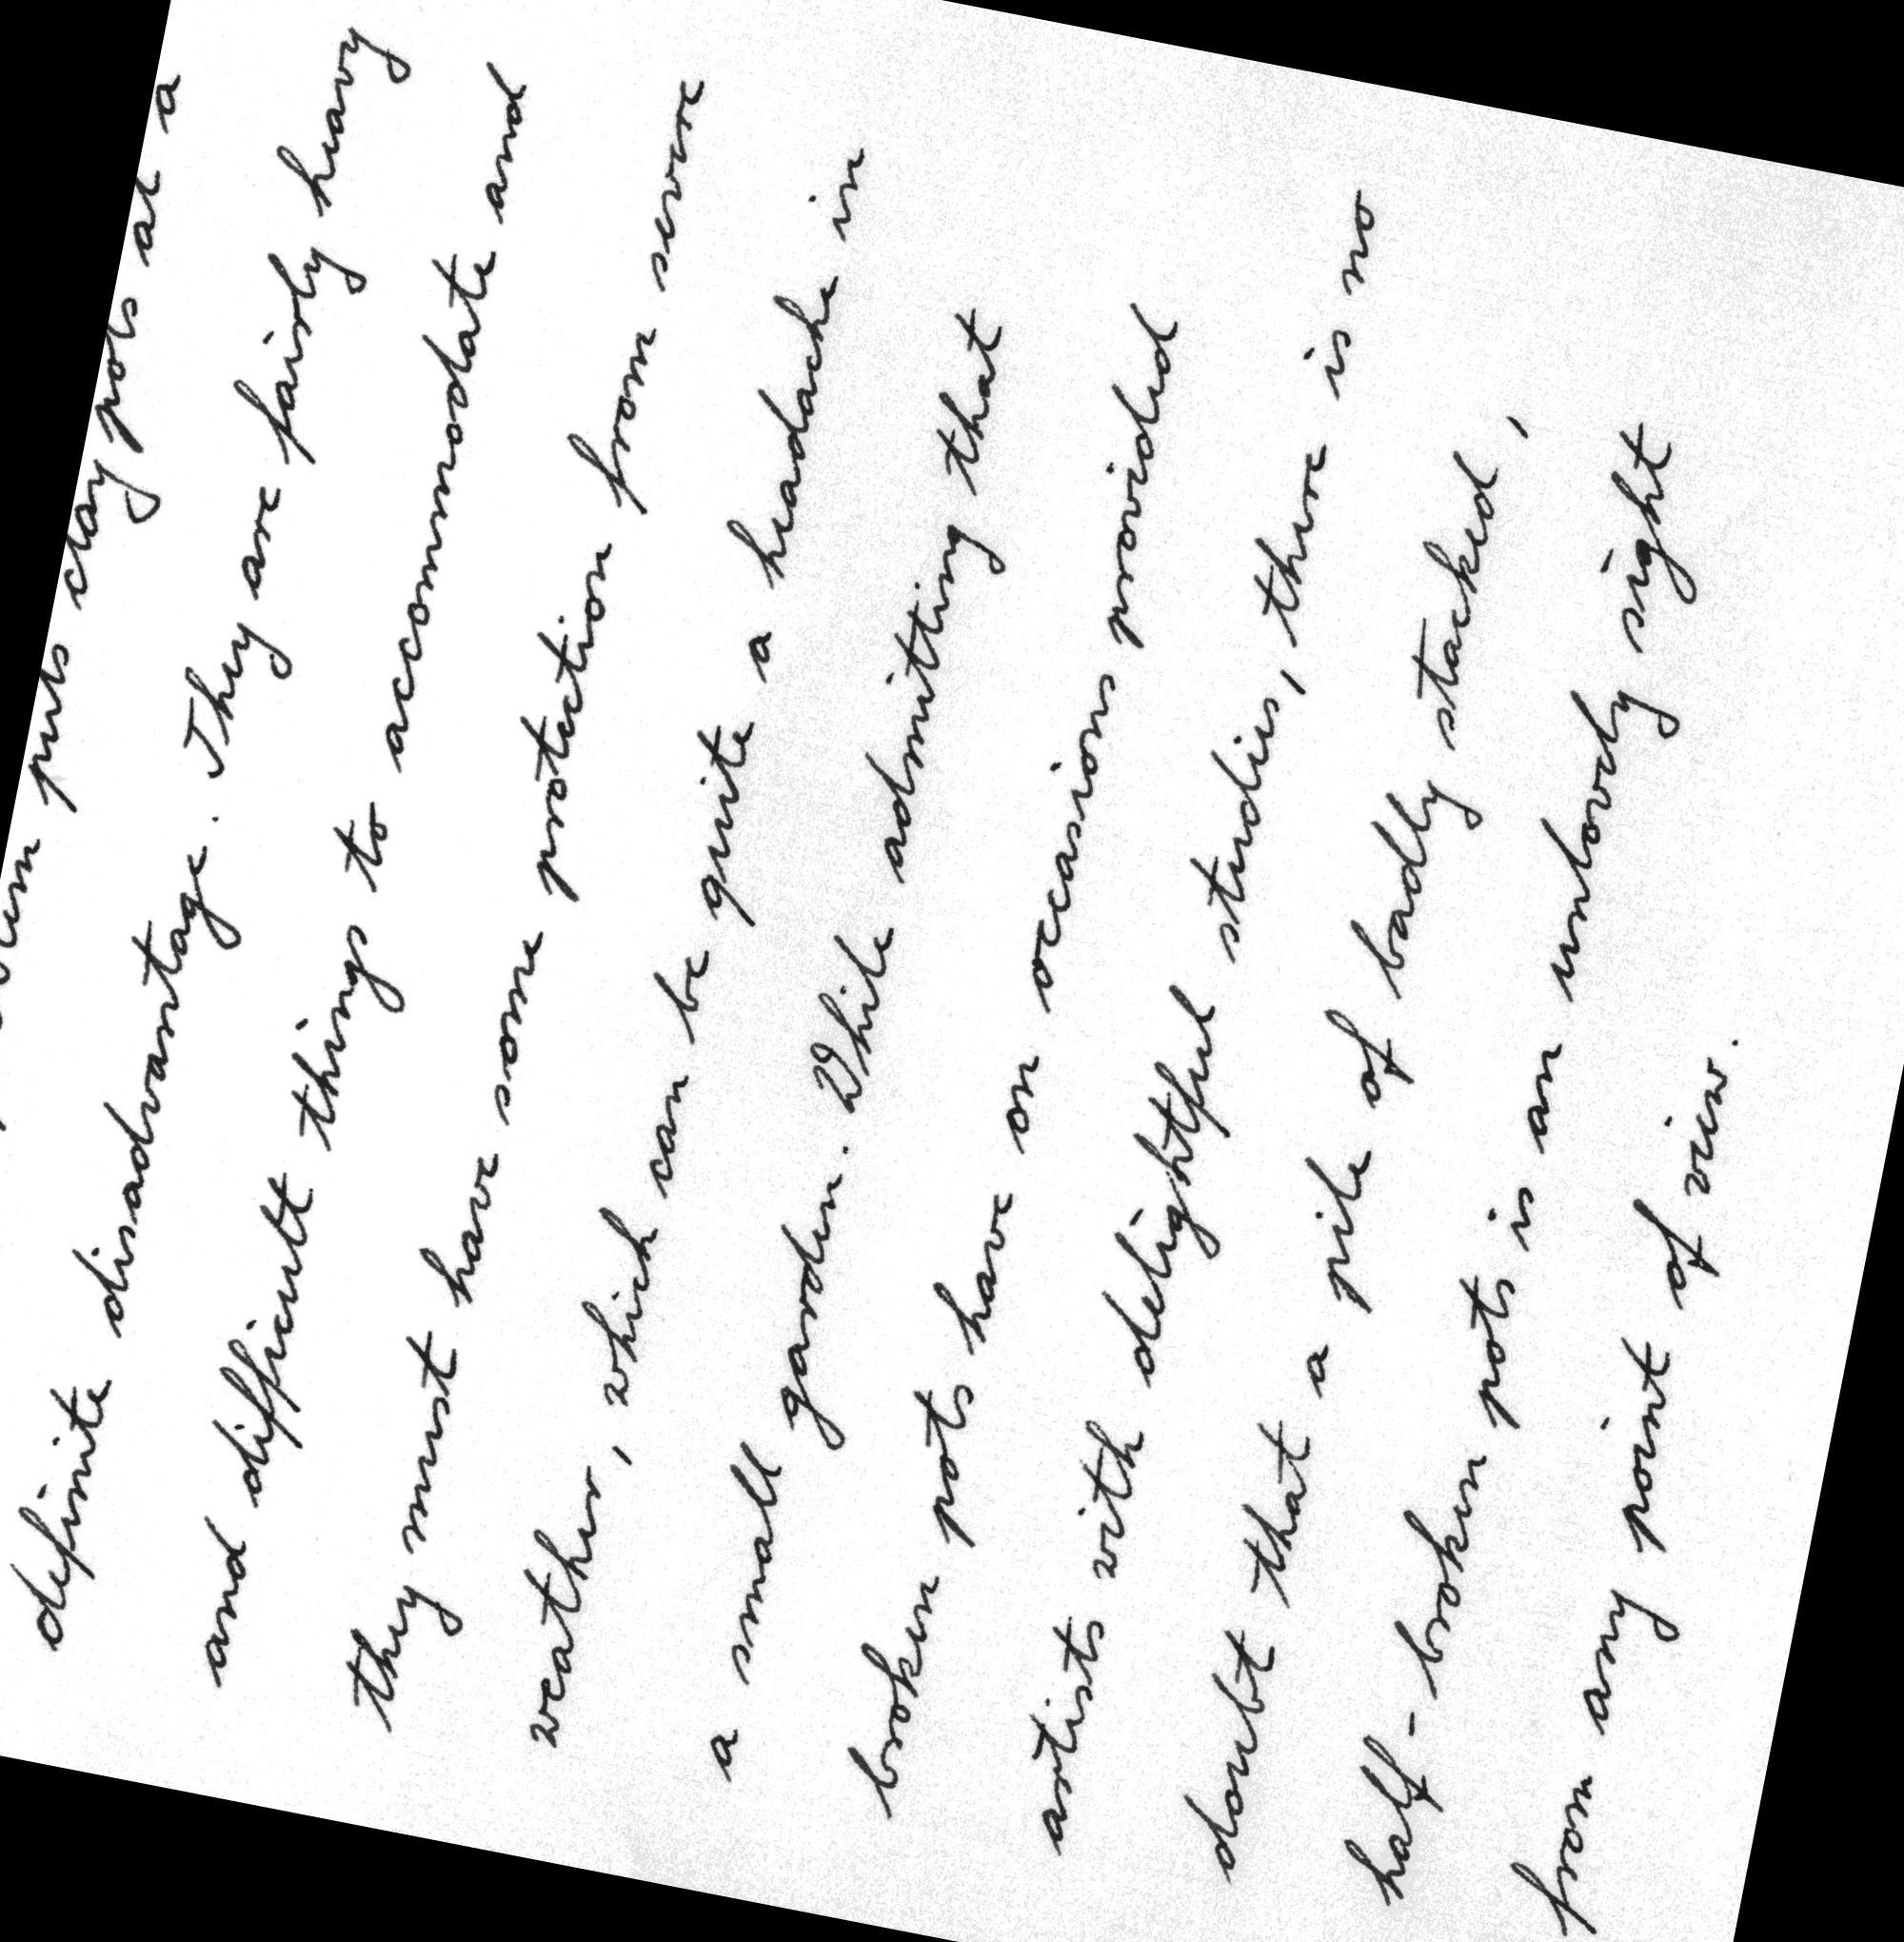 puts clay pots at a
definite disadvantage. They are fairly heavy
and difficult things to accommodate and
they must have some protection from severe
weather, which can be quite a headache in
a small garden. While admitting that
broken pots have on occasions provided
artists with delightful studies, there is no
doubt that a pile of badly stacked,
half-broken pots is an unlovely sight
from any point of view.